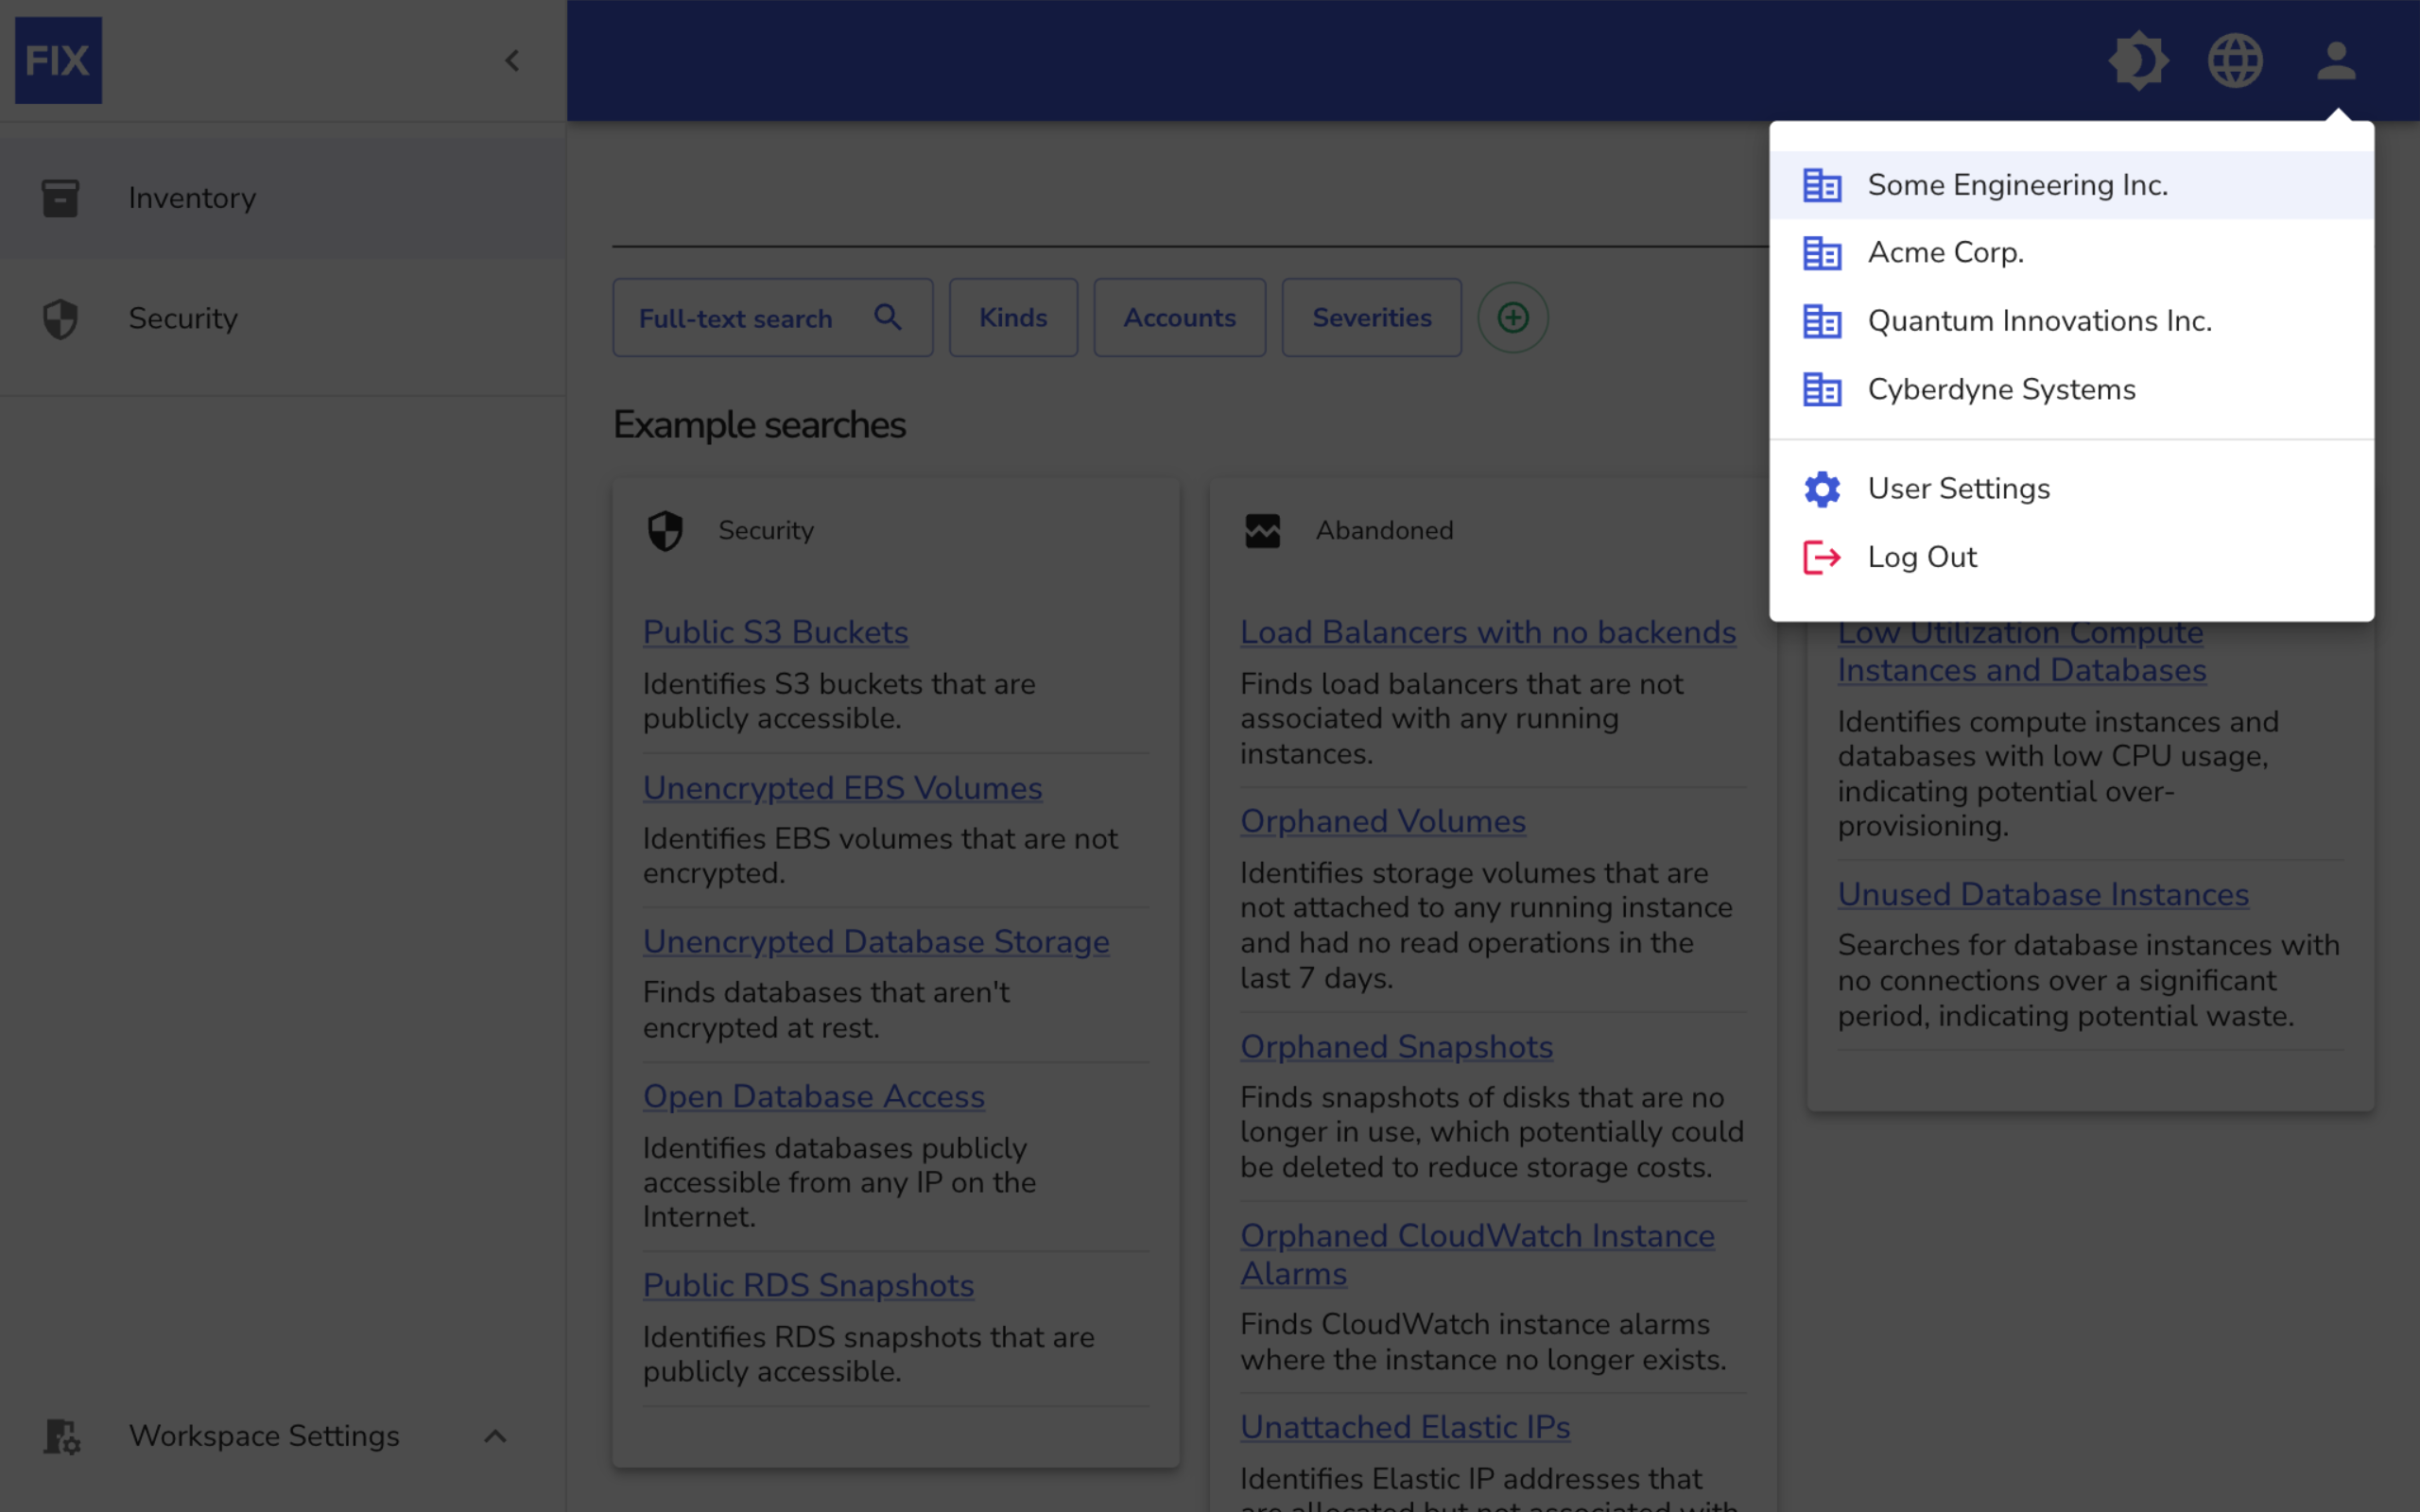 FIX
Inventory
Security
Workspace Settings
Some Engineering Inc.
Acme Corp.
Quantum Innovations Inc.
Cyberdyne Systems
User Settings
Log Out
Full-text search
Kinds
Accounts
Severities
Example searches
Security
Public S3 Buckets
Identifies S3 buckets that are
publicly accessible.
Unencrypted EBS Volumes
Identifies EBS volumes that are not
encrypted.
Unencrypted Database Storage
Finds databases that aren't
encrypted at rest.
Open Database Access
Identifies databases publicly
accessible from any IP on the
Internet.
Public RDS Snapshots
Identifies RDS snapshots that are
publicly accessible.
Abandoned
Load Balancers with no backends
Finds load balancers that are not
associated with any running
instances.
Orphaned Volumes
Identifies storage volumes that are
not attached to any running instance
and had no read operations in the
last 7 days.
Orphaned Snapshots
Finds snapshots of disks that are no
longer in use, which potentially could
be deleted to reduce storage costs.
Orphaned CloudWatch Instance
Alarms
Finds CloudWatch instance alarms
where the instance no longer exists.
Unattached Elastic IPs
Identifies Elastic IP addresses that
are allocated but not associated with
Low Utilization Compute
Instances and Databases
Identifies compute instances and
databases with low CPU usage,
indicating potential over-
provisioning.
Unused Database Instances
Searches for database instances with
no connections over a significant
period, indicating potential waste.